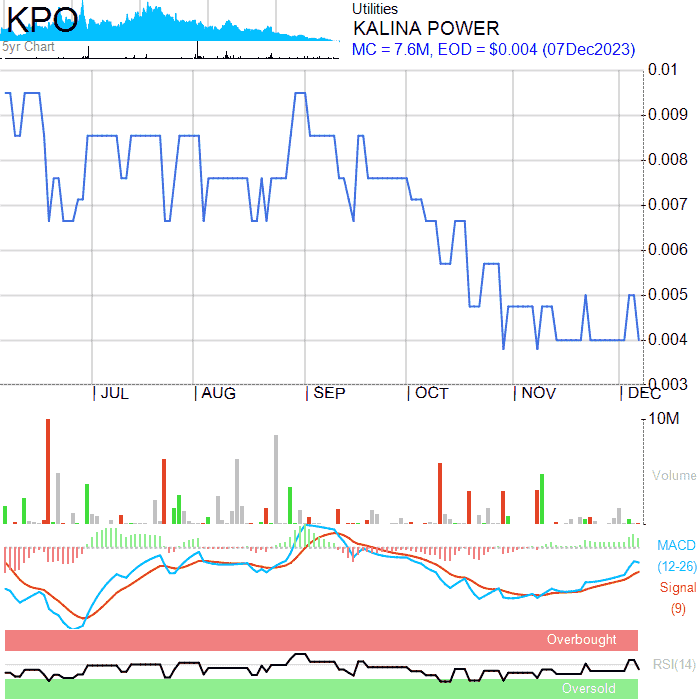 KPO
5yr Chart
Utilities
KALINA POWER
MC = 7.6M, EOD = $0.004 (07Dec2023)
0.01
0.009
0.008
0.007
0.006
0.005
0.004
0.003
JUL AUG SEP OCT NOV DEC
10M
Volume
MACD
(12-26)
Signal
(9)
Overbought
RSI(14)
Oversold